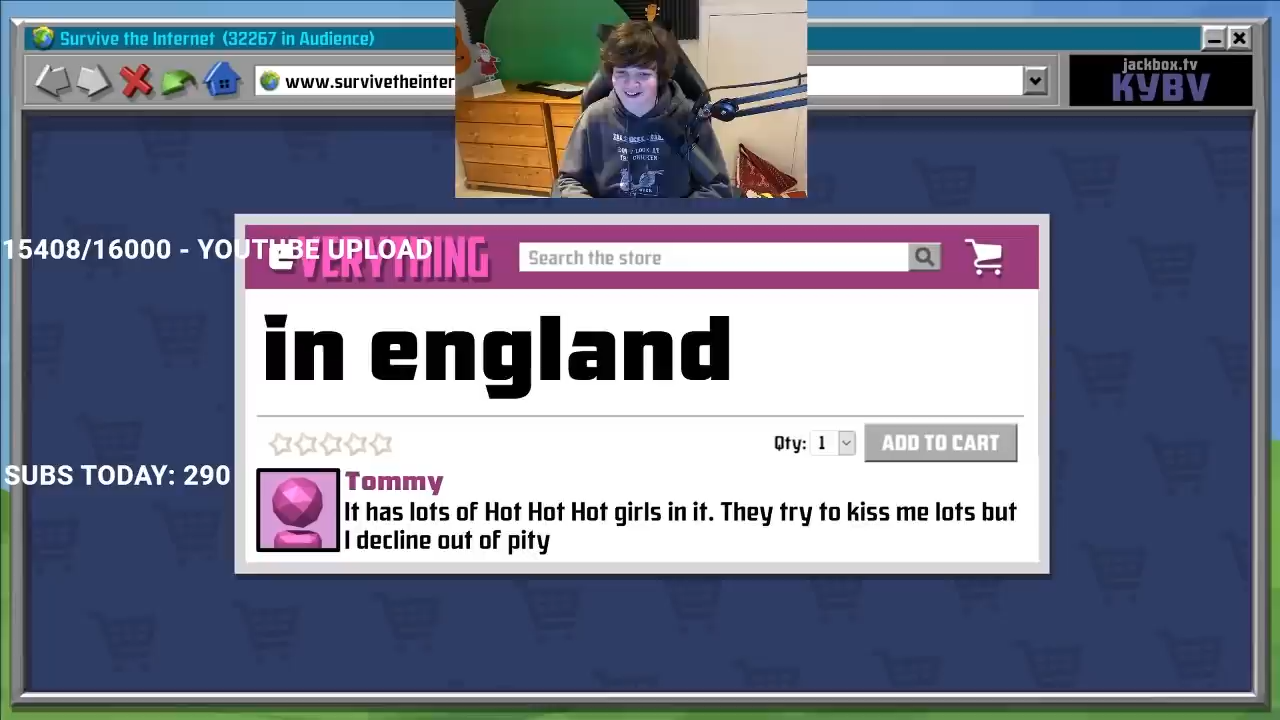 Survive the Internet (32267 in Audience)
www.survivetheinter
jackbox.tv
KYBV
15408/16000 - YOUTUBE UPLOAD
eVERYTHING
Search the store
in england
Qty: 1
ADD TO CART
SUBS TODAY: 290
Tommy
It has lots of Hot Hot Hot girls in it. They try to kiss me lots but
I decline out of pity